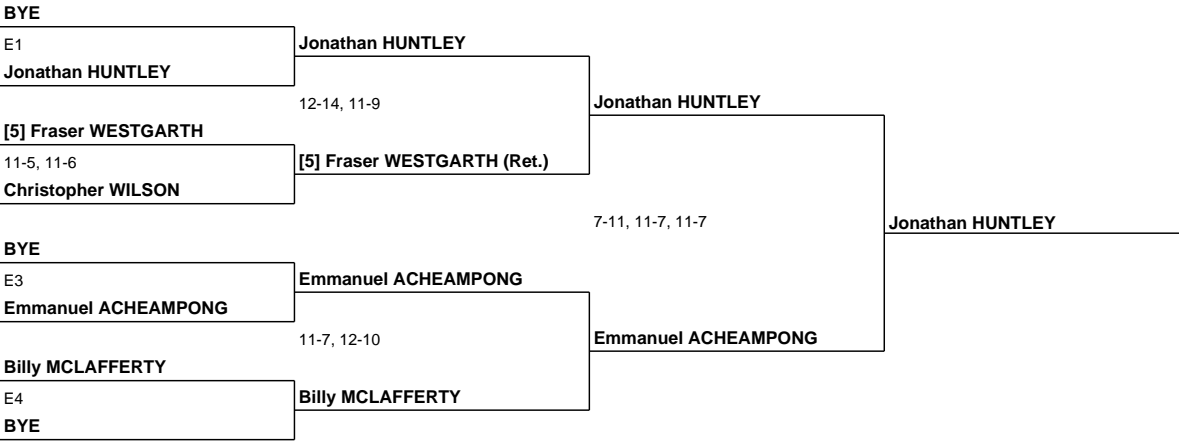 BYE
E1
Jonathan HUNTLEY
Jonathan HUNTLEY
12-14, 11-9
Jonathan HUNTLEY
[5] Fraser WESTGARTH
11-5, 11-6
[5] Fraser WESTGARTH (Ret.)
Christopher WILSON
7-11, 11-7, 11-7
Jonathan HUNTLEY
BYE
E3
Emmanuel ACHEAMPONG
Emmanuel ACHEAMPONG
11-7, 12-10
Emmanuel ACHEAMPONG
Billy MCLAFFERTY
E4
Billy MCLAFFERTY
BYE